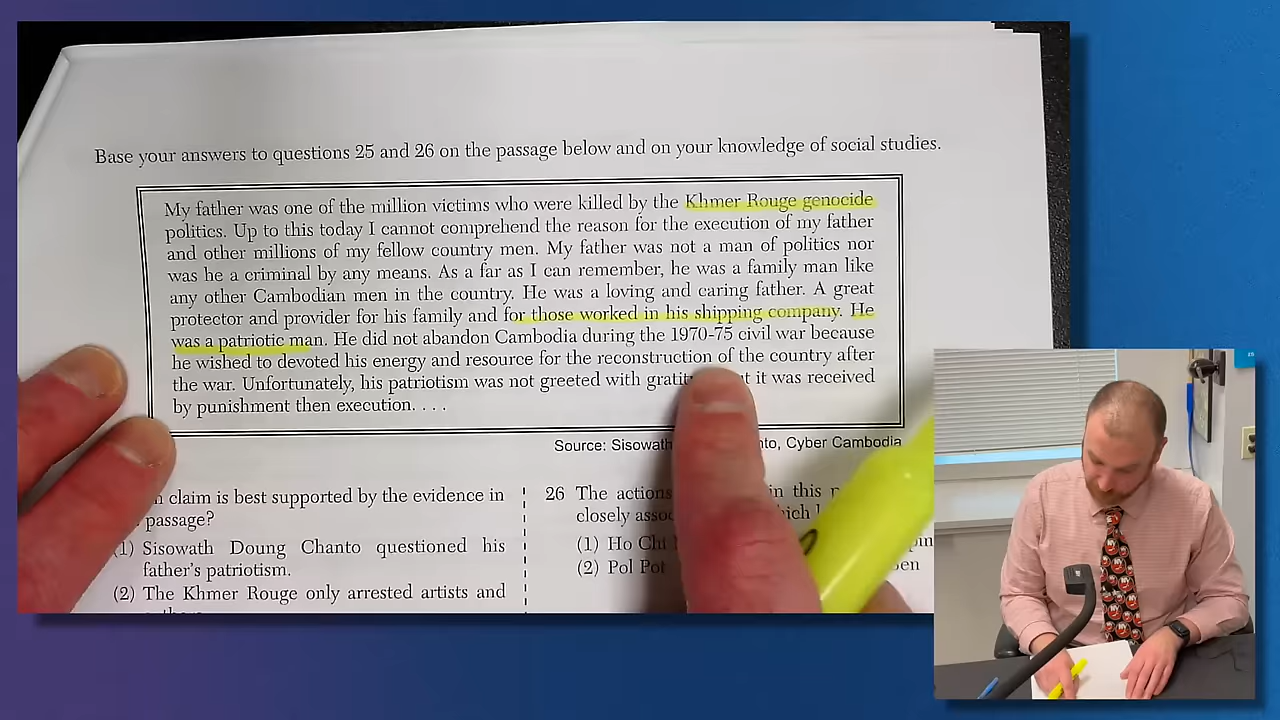 Base your answers to questions 25 and 26 on the passage below and on your knowledge of social studies.
My father was one of the million victims who were killed by the Khmer Rouge genocide
politics. Up to this today I cannot comprehend the reason for the execution of my father
and other millions of my fellow country men. My father was not a man of politics nor
was he a criminal by any means. As a far as I can remember, he was a family man like
any other Cambodian men in the country. He was a loving and caring father. A great
protector and provider for his family and for those worked in his shipping company. He
was a patriotic man. He did not abandon Cambodia during the 1970-75 civil war because
he wished to devoted his energy and resource for the reconstruction of the country after
the war. Unfortunately, his patriotism was not greeted with it was received
by punishment then execution. . . .
Source: Sisowath Cyber Cambodia
claim is best supported by the evidence in
passage?
(1) Sisowath Doung Chanto questioned his
father's patriotism.
(2) The Khmer Rouge only arrested artists and
26 The actions in this
closely
(1) Ho Chi
(2) Pol Pot